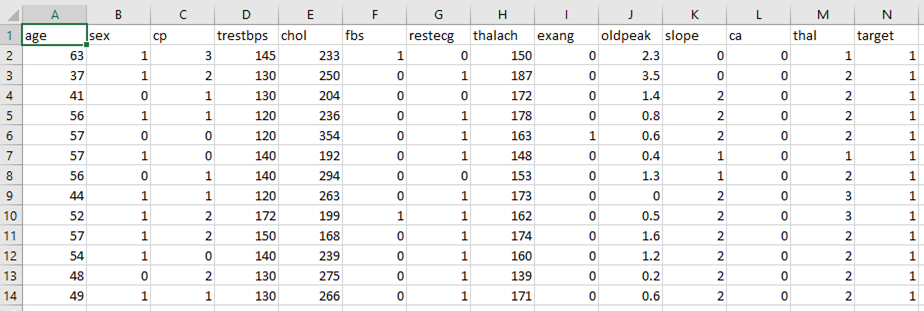 A B C D E F G H I J K L M N
1 age sex cp trestbps chol fbs restecg thalach exang oldpeak slope ca thal target
2 63 1 3 145 233 1 0 150 0 2.3 0 0 1 1
3 37 1 2 130 250 0 1 187 0 3.5 0 0 2 1
4 41 0 1 130 204 0 0 172 0 1.4 2 0 2 1
5 56 1 1 120 236 0 1 178 0 0.8 2 0 2 1
6 57 0 0 120 354 0 1 163 1 0.6 2 0 2 1
7 57 1 0 140 192 0 1 148 0 0.4 1 0 1 1
8 56 0 1 140 294 0 0 153 0 1.3 1 0 2 1
9 44 1 1 120 263 0 1 173 0 0 2 0 3 1
10 52 1 2 172 199 1 1 162 0 0.5 2 0 3 1
11 57 1 2 150 168 0 1 174 0 1.6 2 0 2 1
12 54 1 0 140 239 0 1 160 0 1.2 2 0 2 1
13 48 0 2 130 275 0 1 139 0 0.2 2 0 2 1
14 49 1 1 130 266 0 1 171 0 0.6 2 0 2 1